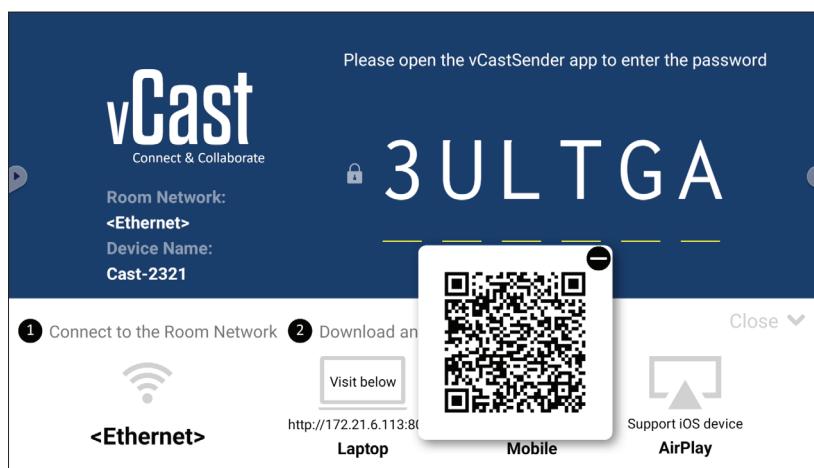 Please open the vCastSender app to enter the password
vCast
Connect & Collaborate
3ULTGA
Room Network:
<Ethernet>
Device Name:
Cast-2321
1 Connect to the Room Network
2 Download an
Close
Visit below
http://172.21.6.113:80
Support iOS device
<Ethernet>
Laptop
Mobile
AirPlay